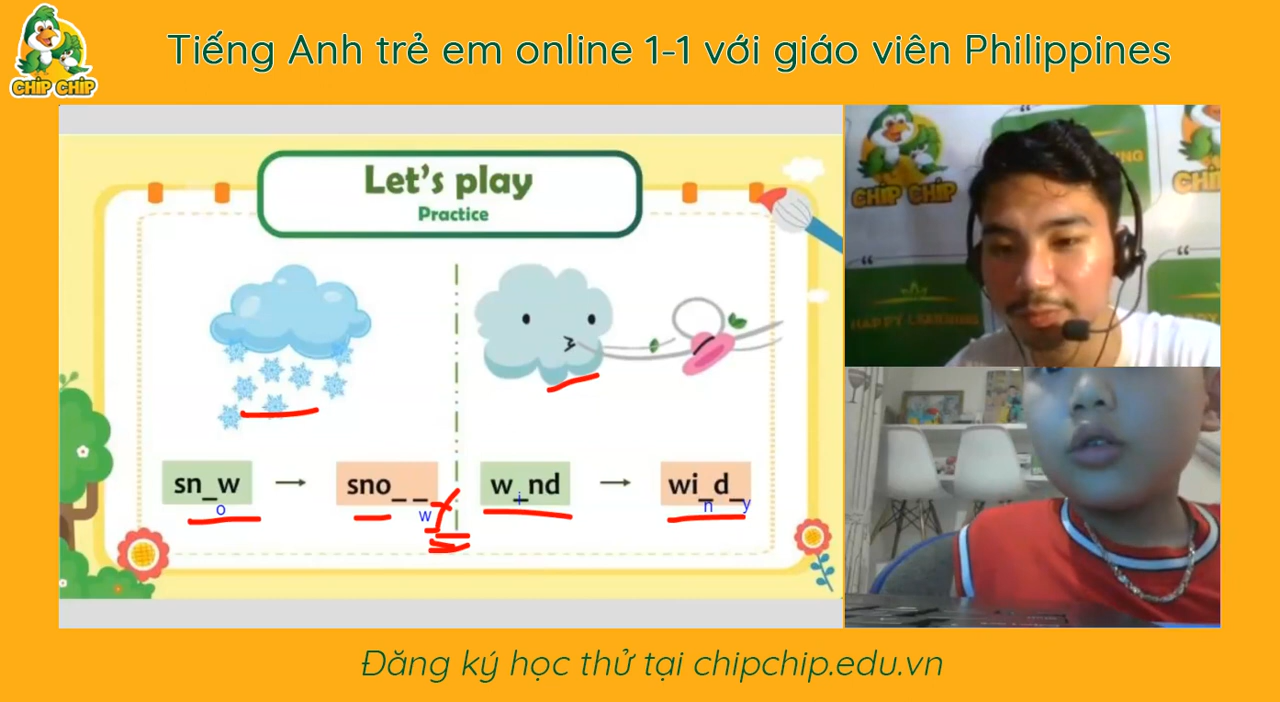 CHIP CHIP
Tiếng Anh trẻ em online 1-1 với giáo viên Philippines
Let's play
Practice
sn_w → sno_ _
o w
w_nd → wi_d_
i n y
CHIP CHIP
HAPPY LEARNING
Đăng ký học thử tại chipchip.edu.vn